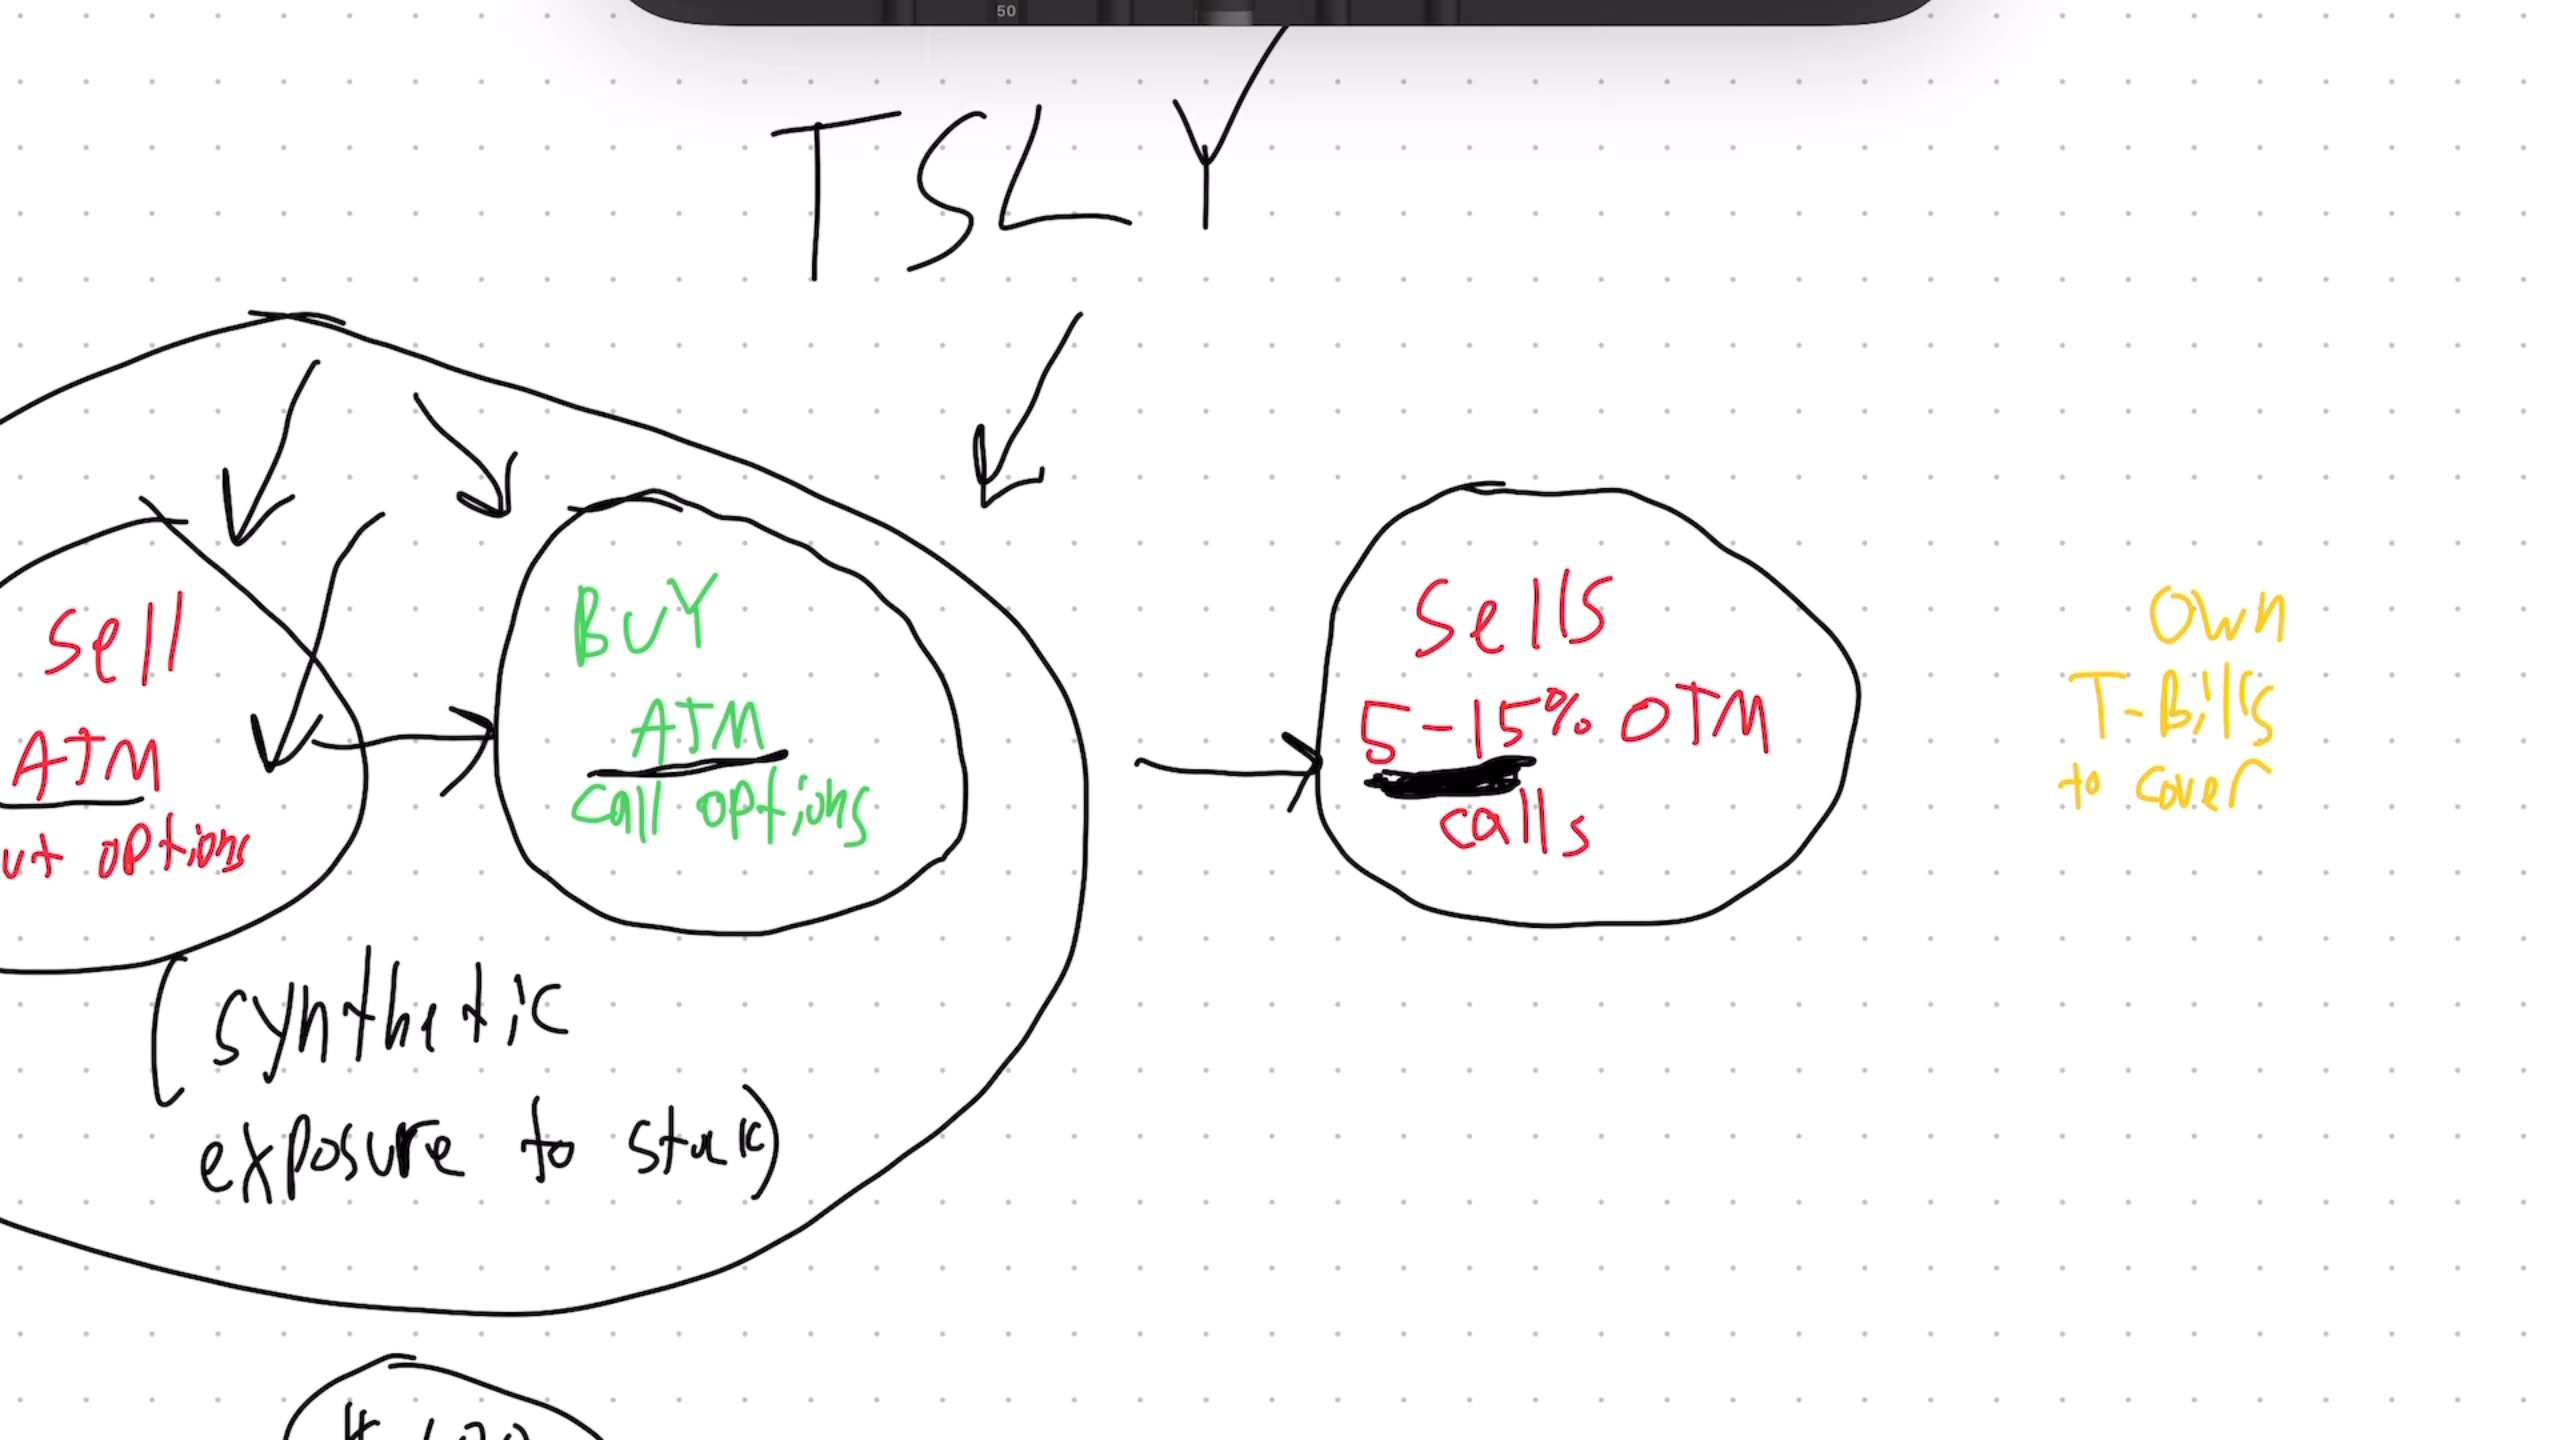 50
TSLY
Sell
ATM
ut options
BUY
ATM
call options
Sells
5-15% OTM
calls
Own
T-Bills
to cover
(synthetic
exposure to stock)